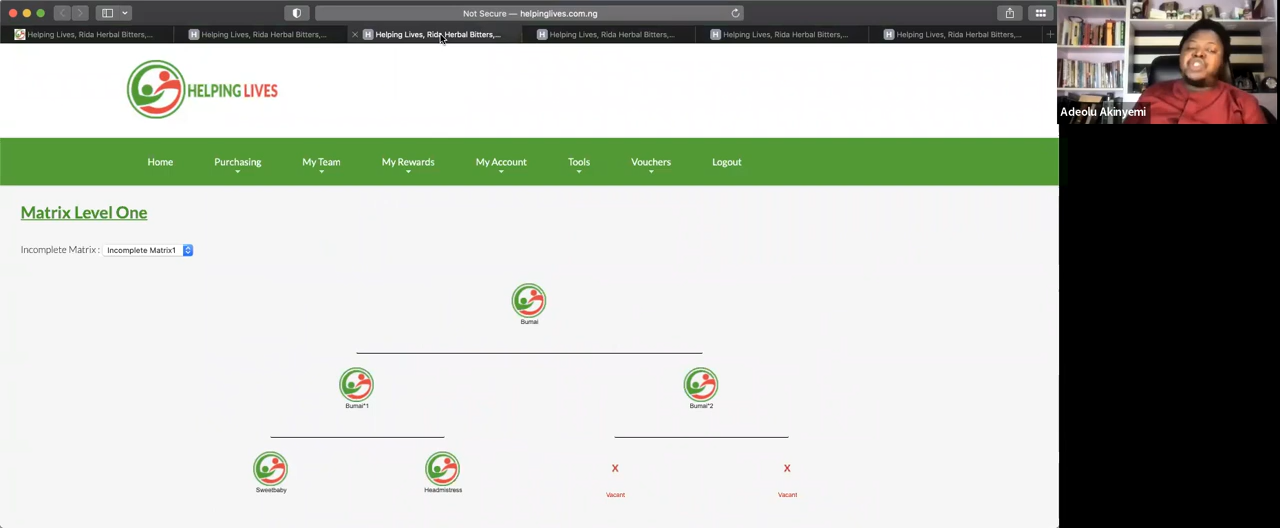 Not Secure — helpinglives.com.ng
Helping Lives, Rida Herbal Bitters,...
Helping Lives, Rida Herbal Bitters,...
Helping Lives, Rida Herbal Bitters,...
Helping Lives, Rida Herbal Bitters,...
Helping Lives, Rida Herbal Bitters,...
Helping Lives, Rida Herbal Bitters,...
HELPING LIVES
Adeolu Akinyemi
Home Purchasing My Team My Rewards My Account Tools Vouchers Logout
Matrix Level One
Incomplete Matrix : Incomplete Matrix1
Bumai
Bumai*1 Bumai*2
X X
Sweetbaby Headmistress Vacant Vacant